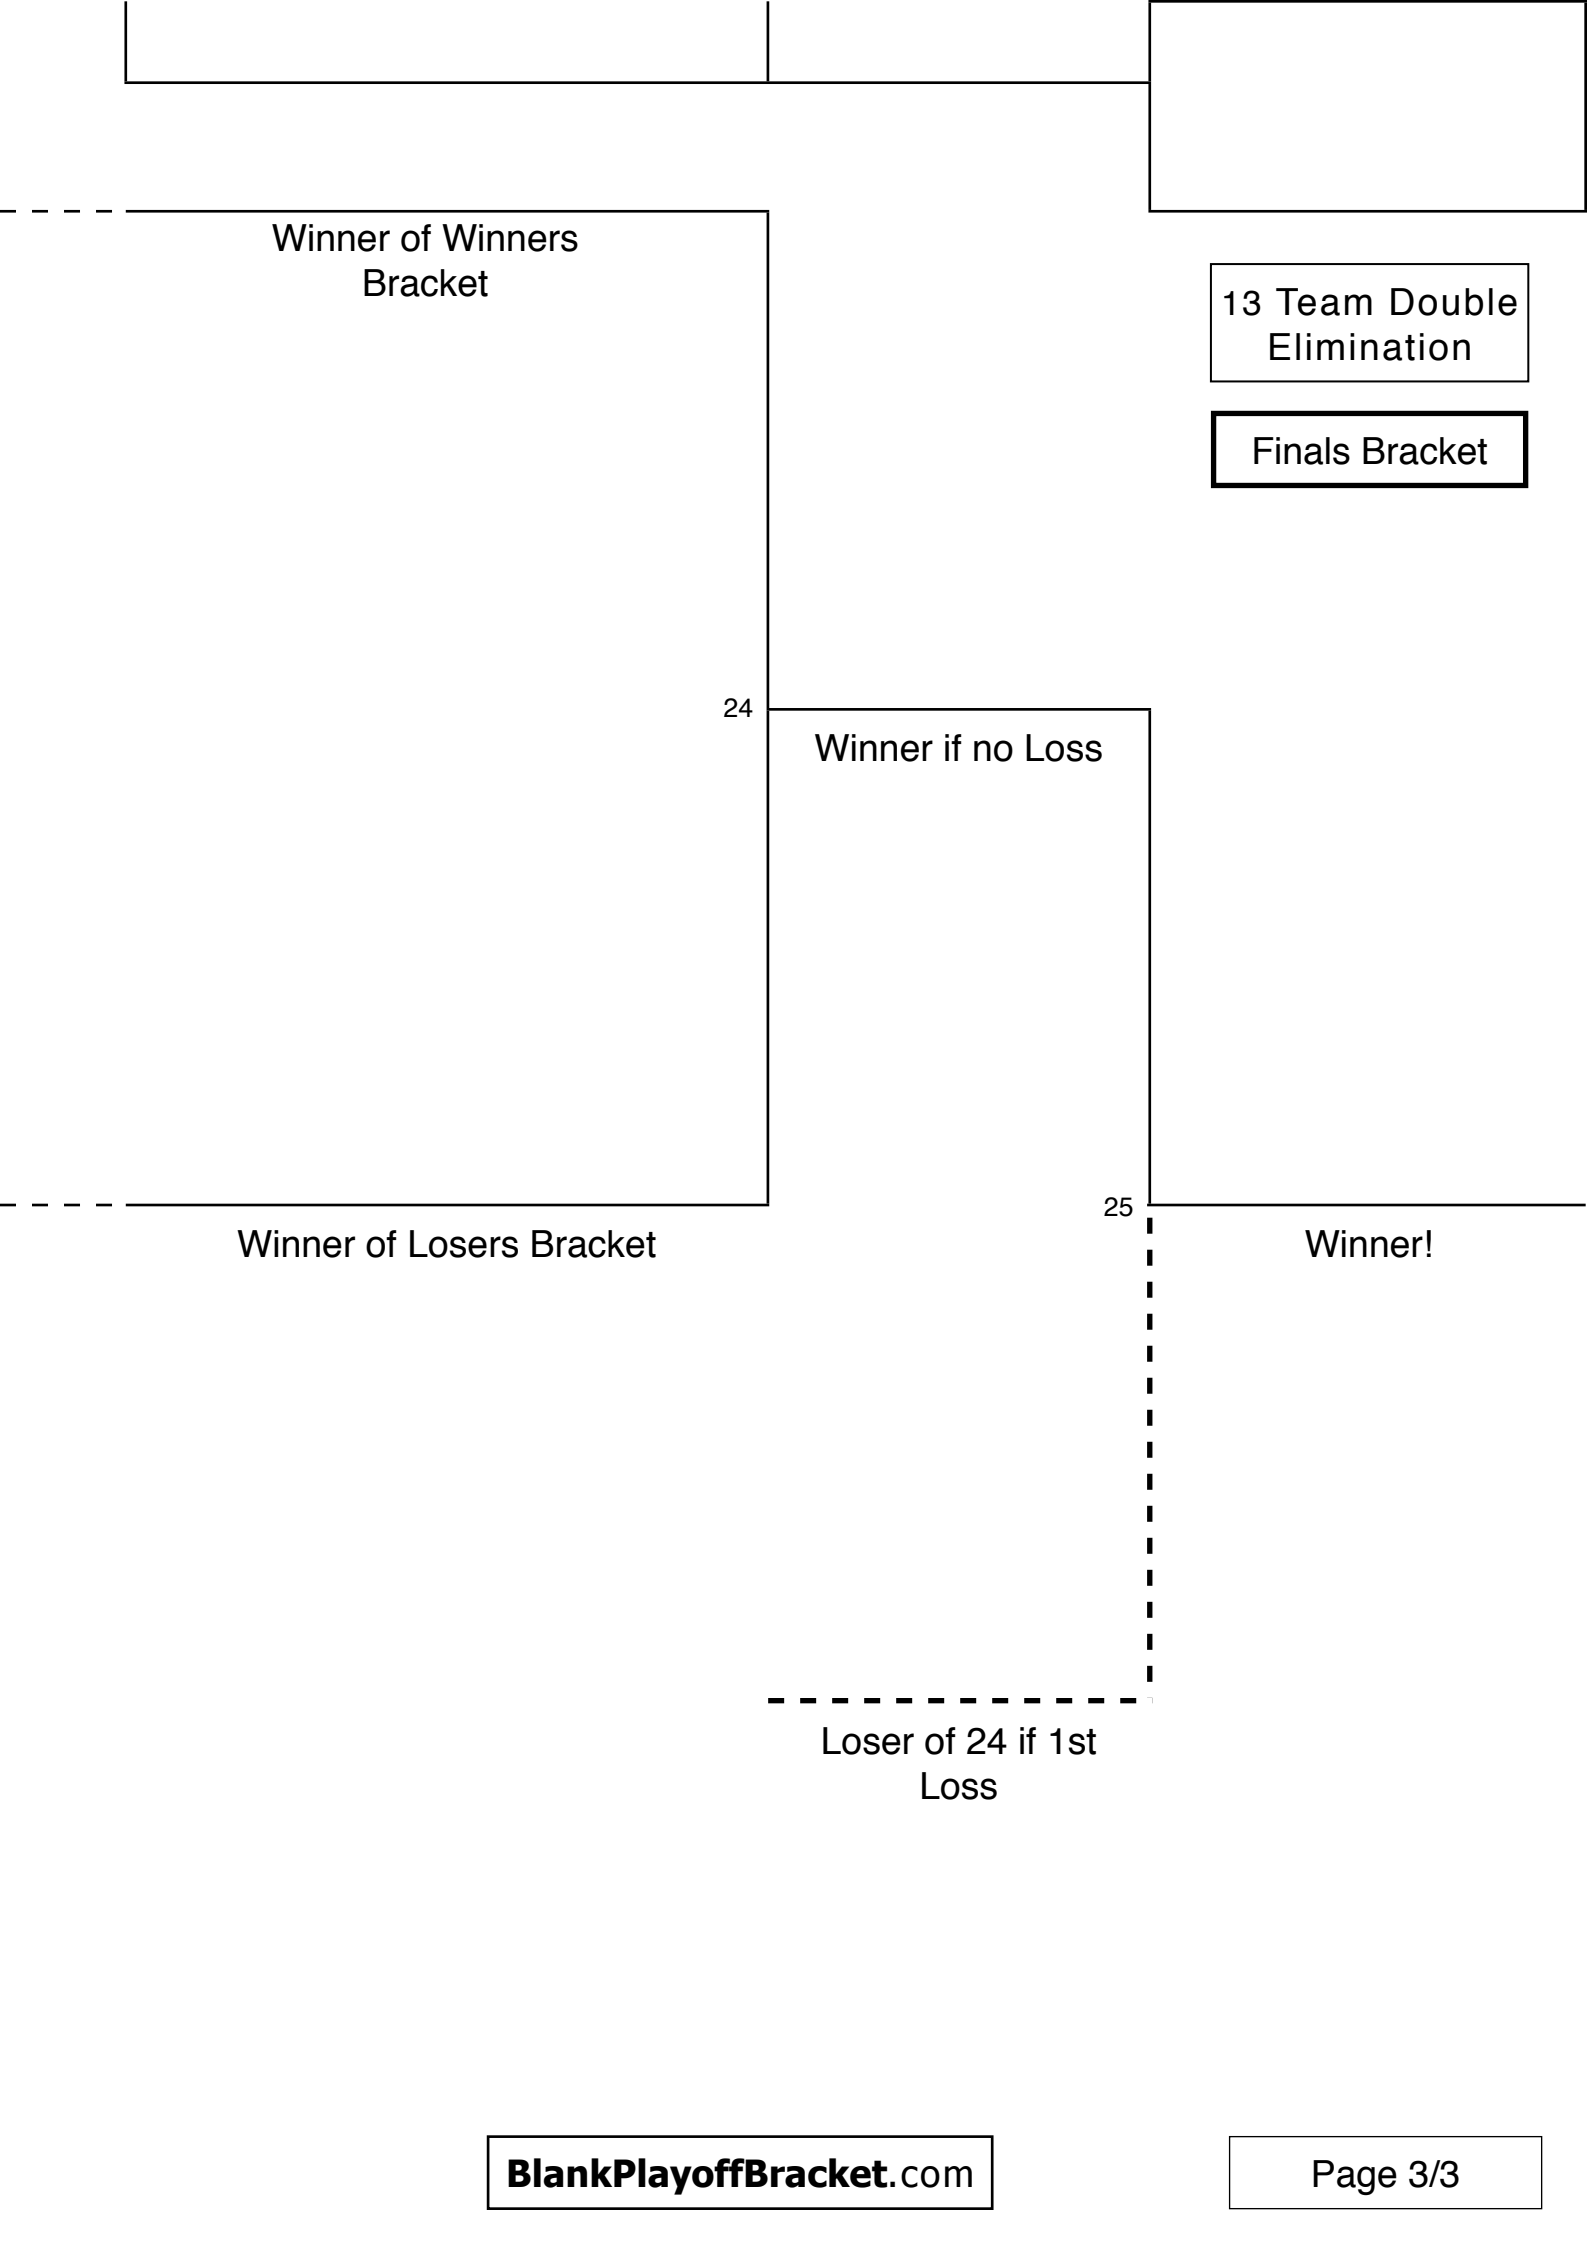 Winner of Winners
Bracket
13 Team Double
Elimination
Finals Bracket
24
Winner if no Loss
25
Winner of Losers Bracket
Winner!
Loser of 24 if 1st
Loss
BlankPlayoffBracket.com
Page 3/3